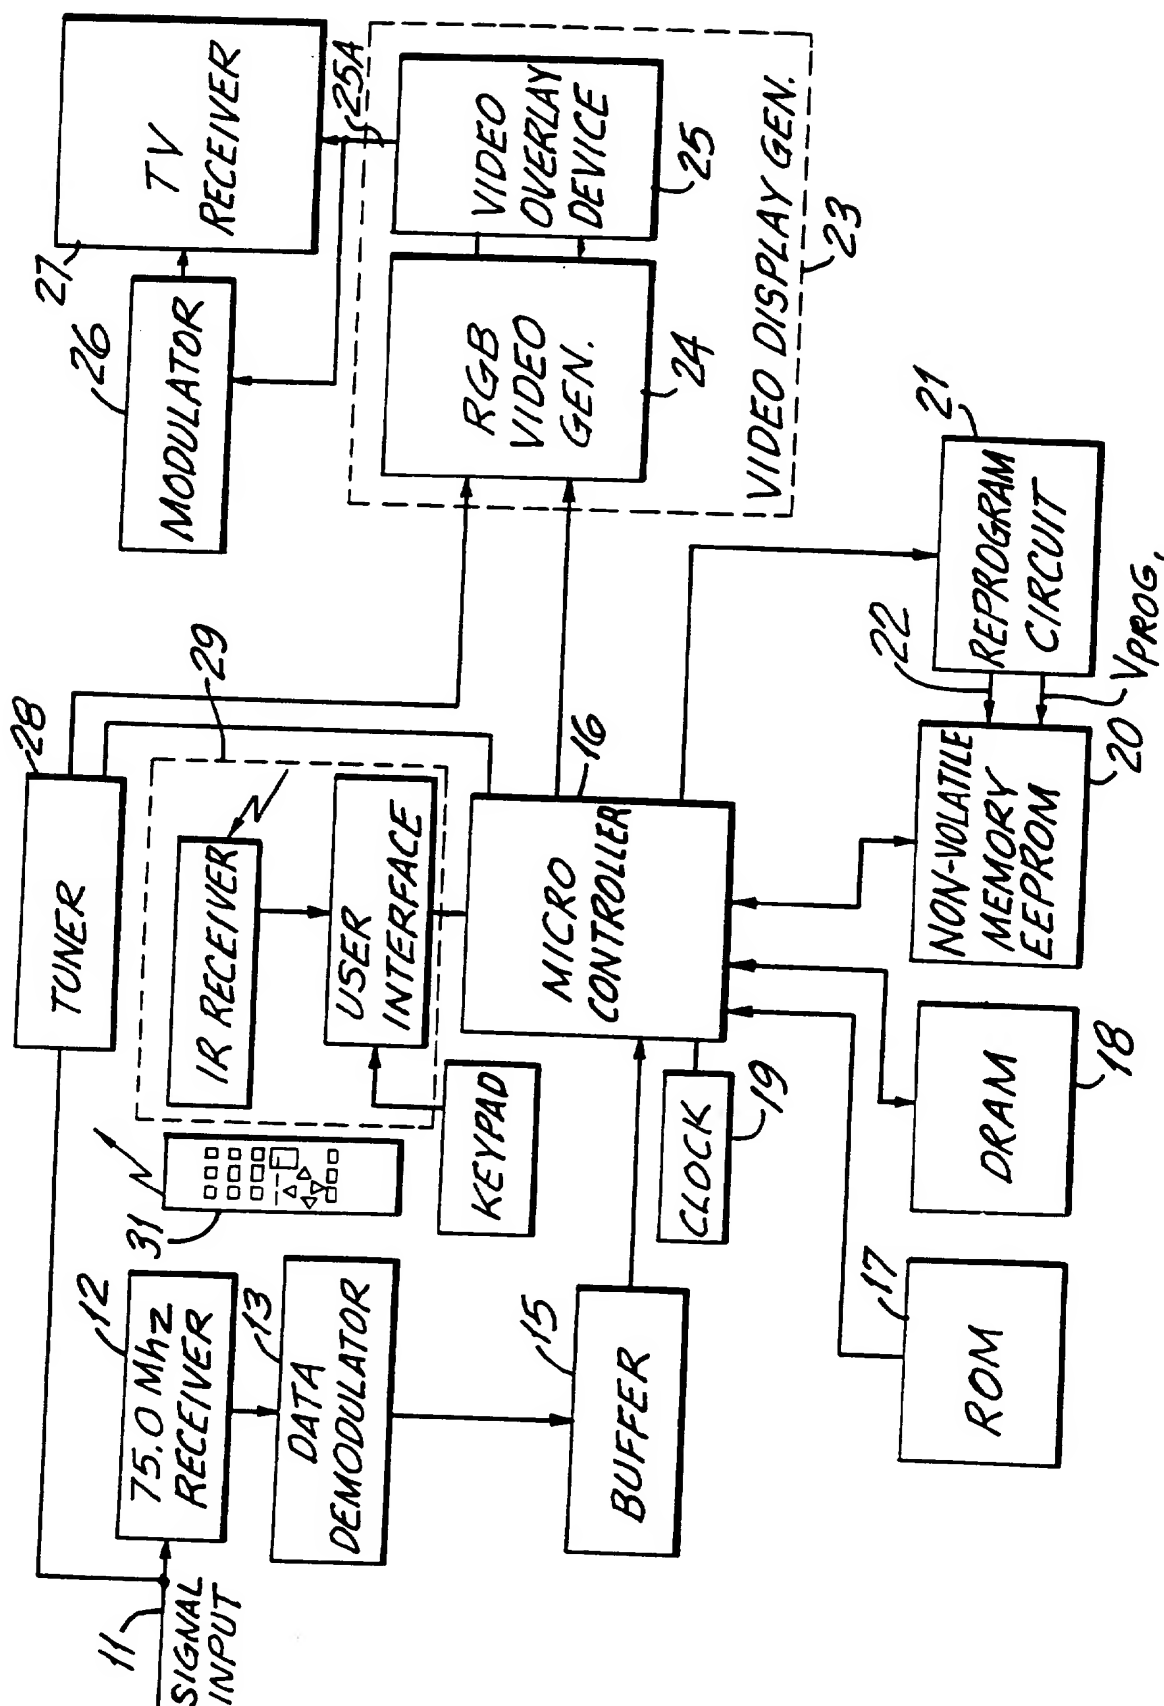 11
SIGNAL
INPUT
12
75.0 Mhz
RECEIVER
13
DATA
DEMODULATOR
15
BUFFER
31
TUNER
28
29
IR RECEIVER
USER
INTERFACE
KEYPAD
CLOCK
19
MICRO
CONTROLLER
16
17
ROM
DRAM
18
NON-VOLATILE
MEMORY
EEPROM
20
22
VPROG.
REPROGRAM
CIRCUIT
21
RGB
VIDEO
GEN.
24
VIDEO
OVERLAY
DEVICE
25
25A
VIDEO DISPLAY GEN.
23
26
MODULATOR
27
TV
RECEIVER